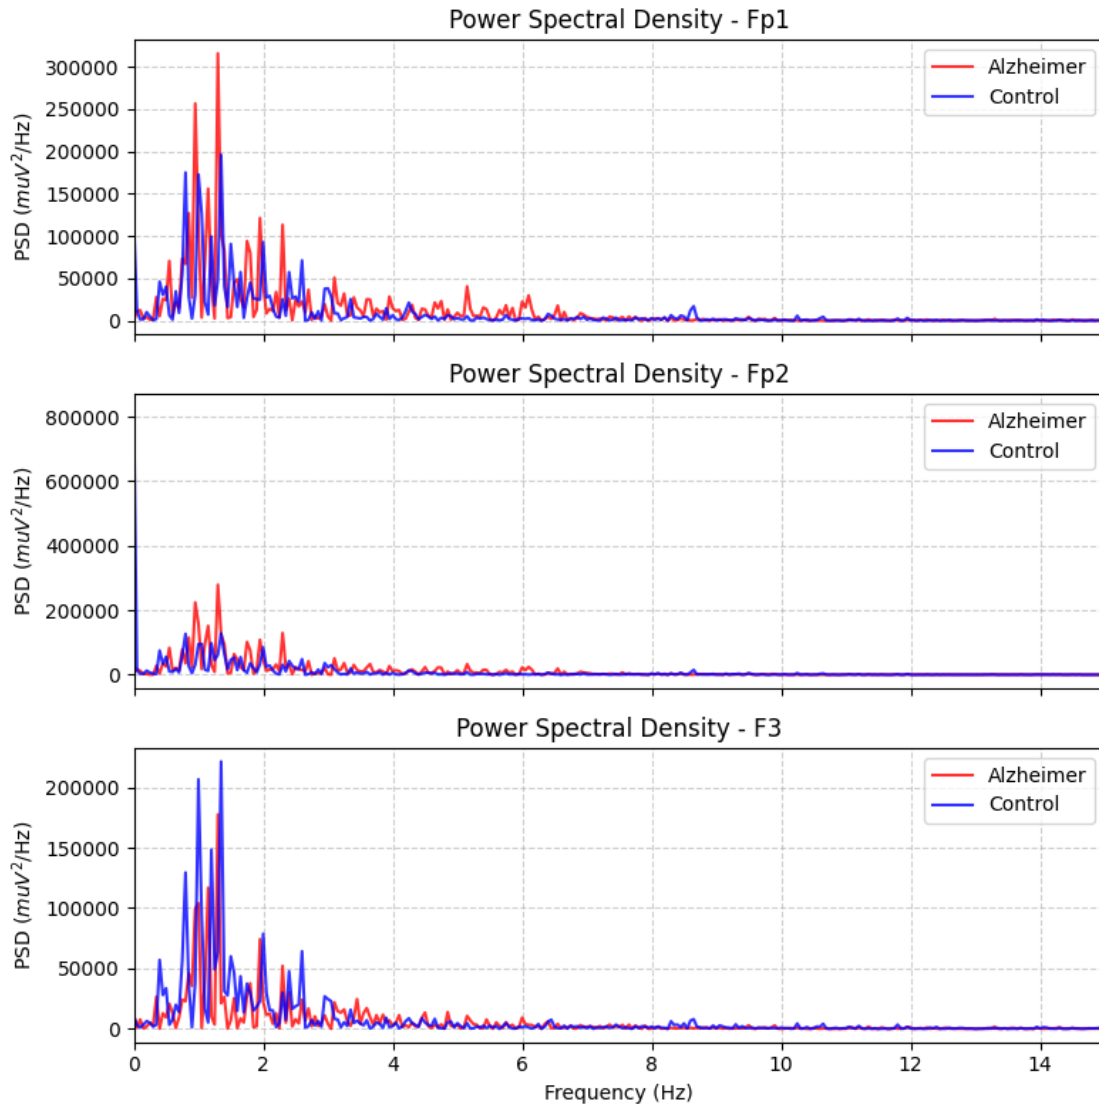 Power Spectral Density - Fp1
PSD (muV²/Hz)
300000
250000
200000
150000
100000
50000
0
Alzheimer
Control
Power Spectral Density - Fp2
PSD (muV²/Hz)
800000
600000
400000
200000
0
Alzheimer
Control
Power Spectral Density - F3
PSD (muV²/Hz)
200000
150000
100000
50000
0
Alzheimer
Control
0 2 4 6 8 10 12 14
Frequency (Hz)